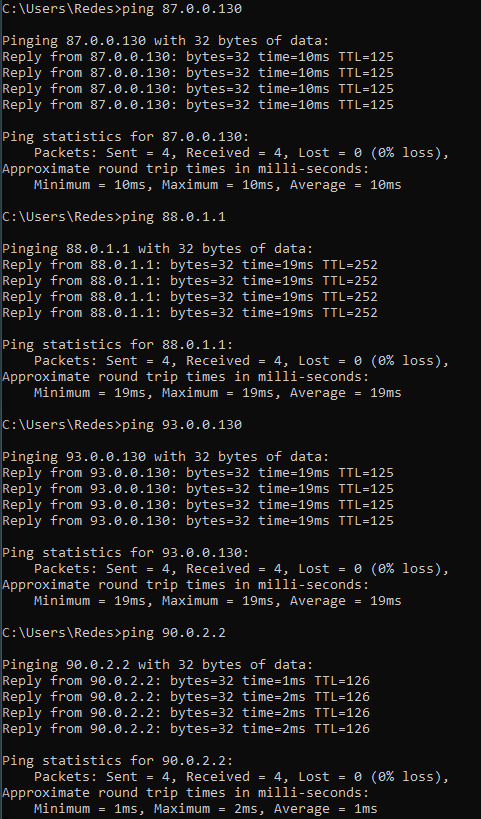 C:\Users\Redes>ping 87.0.0.130
Pinging 87.0.0.130 with 32 bytes of data:
Reply from 87.0.0.130: bytes=32 time=10ms TTL=125
Reply from 87.0.0.130: bytes=32 time=10ms TTL=125
Reply from 87.0.0.130: bytes=32 time=10ms TTL=125
Reply from 87.0.0.130: bytes=32 time=10ms TTL=125
Ping statistics for 87.0.0.130:
    Packets: Sent = 4, Received = 4, Lost = 0 (0% loss),
Approximate round trip times in milli-seconds:
    Minimum = 10ms, Maximum = 10ms, Average = 10ms
C:\Users\Redes>ping 88.0.1.1
Pinging 88.0.1.1 with 32 bytes of data:
Reply from 88.0.1.1: bytes=32 time=19ms TTL=252
Reply from 88.0.1.1: bytes=32 time=19ms TTL=252
Reply from 88.0.1.1: bytes=32 time=19ms TTL=252
Reply from 88.0.1.1: bytes=32 time=19ms TTL=252
Ping statistics for 88.0.1.1:
    Packets: Sent = 4, Received = 4, Lost = 0 (0% loss),
Approximate round trip times in milli-seconds:
    Minimum = 19ms, Maximum = 19ms, Average = 19ms
C:\Users\Redes>ping 93.0.0.130
Pinging 93.0.0.130 with 32 bytes of data:
Reply from 93.0.0.130: bytes=32 time=19ms TTL=125
Reply from 93.0.0.130: bytes=32 time=19ms TTL=125
Reply from 93.0.0.130: bytes=32 time=19ms TTL=125
Reply from 93.0.0.130: bytes=32 time=19ms TTL=125
Ping statistics for 93.0.0.130:
    Packets: Sent = 4, Received = 4, Lost = 0 (0% loss),
Approximate round trip times in milli-seconds:
    Minimum = 19ms, Maximum = 19ms, Average = 19ms
C:\Users\Redes>ping 90.0.2.2
Pinging 90.0.2.2 with 32 bytes of data:
Reply from 90.0.2.2: bytes=32 time=1ms TTL=126
Reply from 90.0.2.2: bytes=32 time=2ms TTL=126
Reply from 90.0.2.2: bytes=32 time=2ms TTL=126
Reply from 90.0.2.2: bytes=32 time=2ms TTL=126
Ping statistics for 90.0.2.2:
    Packets: Sent = 4, Received = 4, Lost = 0 (0% loss),
Approximate round trip times in milli-seconds:
    Minimum = 1ms, Maximum = 2ms, Average = 1ms